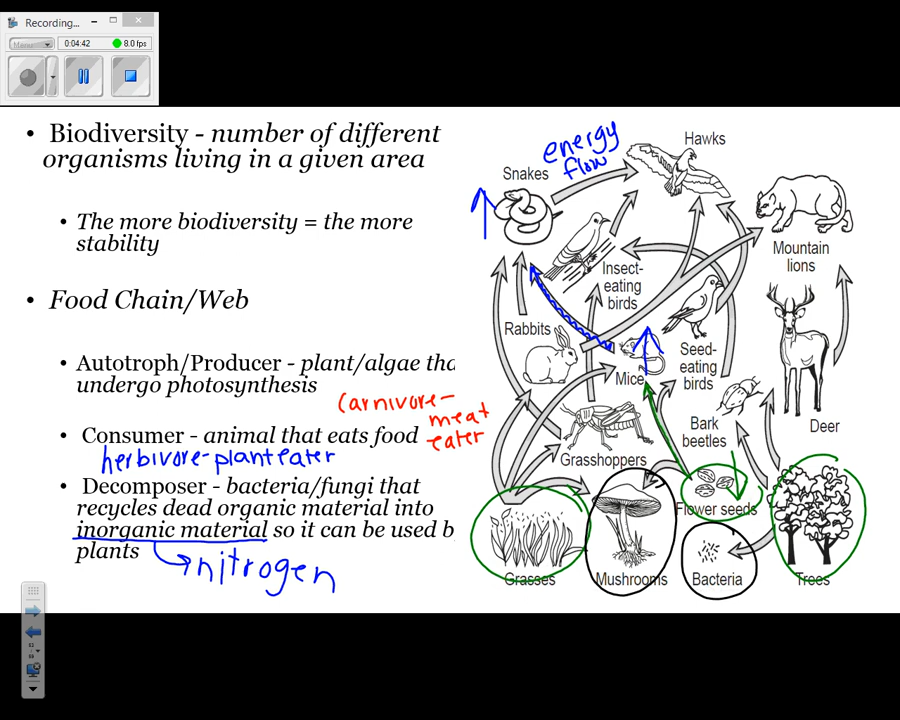 Recording...
Menu
0:04:42
8.0 fps
• Biodiversity - number of different
organisms living in a given area
• The more biodiversity = the more
stability
• Food Chain/Web
• Autotroph/Producer - plant/algae tha
undergo photosynthesis
• Consumer - animal that eats food
• Decomposer - bacteria/fungi that
recycles dead organic material into
inorganic material so it can be used b
plants
Carnivore-
meat
eater
herbivore-plant eater
nitrogen
energy
flow
Hawks
Snakes
Mountain
lions
Insect-
eating
birds
Rabbits
Mice
Seed-
eating
birds
Deer
Bark
beetles
Grasshoppers
Flower seeds
Grasses
Mushrooms
Bacteria
Trees